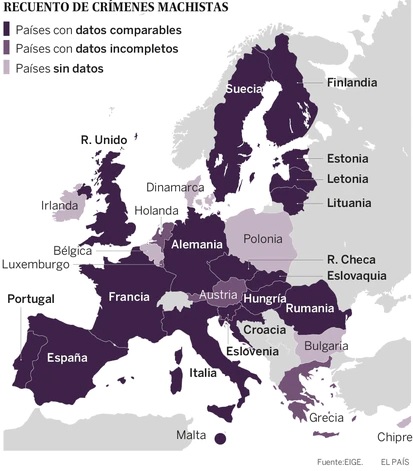 RECUENTO DE CRÍMENES MACHISTAS
Países con datos comparables
Países con datos incompletos
Países sin datos
Suecia
Finlandia
R. Unido
Estonia
Letonia
Lituania
Dinamarca
Irlanda
Holanda
Bélgica
Alemania
Polonia
Luxemburgo
R. Checa
Eslovaquia
Portugal
Francia
Austria
Hungría
Rumania
Croacia
Bulgaria
España
Eslovenia
Italia
Grecia
Malta
Chipre
Fuente:EIGE. EL PAÍS